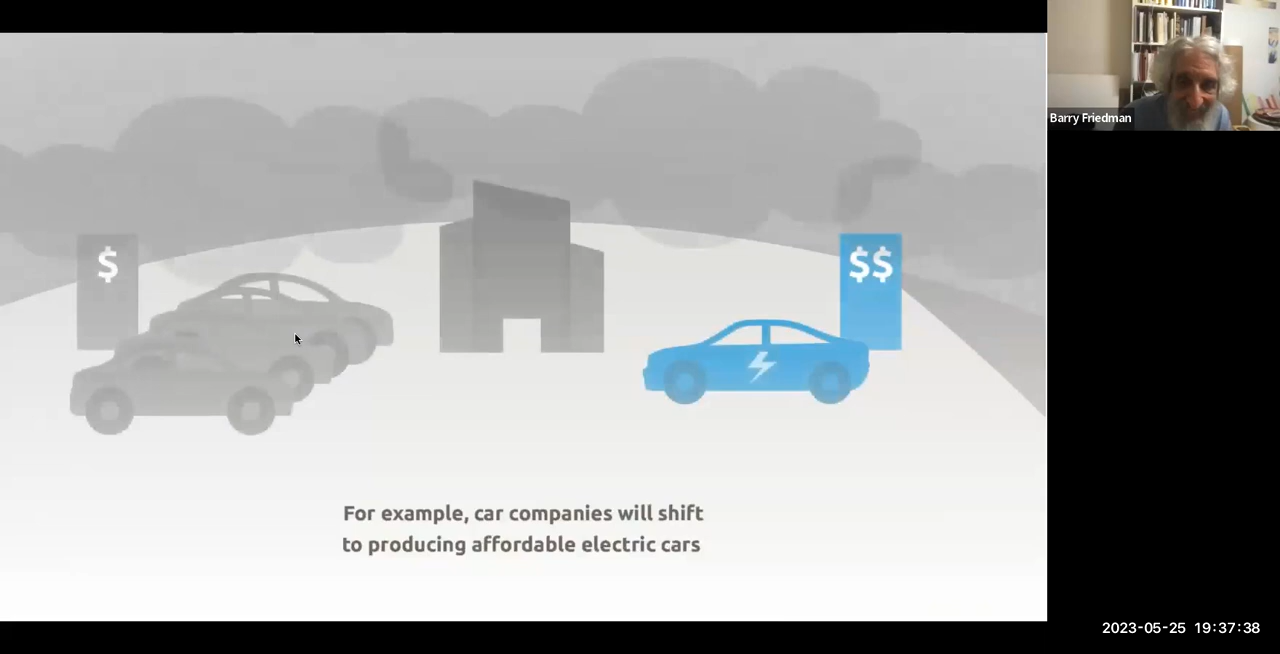 Barry Friedman
$
$$
For example, car companies will shift
to producing affordable electric cars
2023-05-25 19:37:38